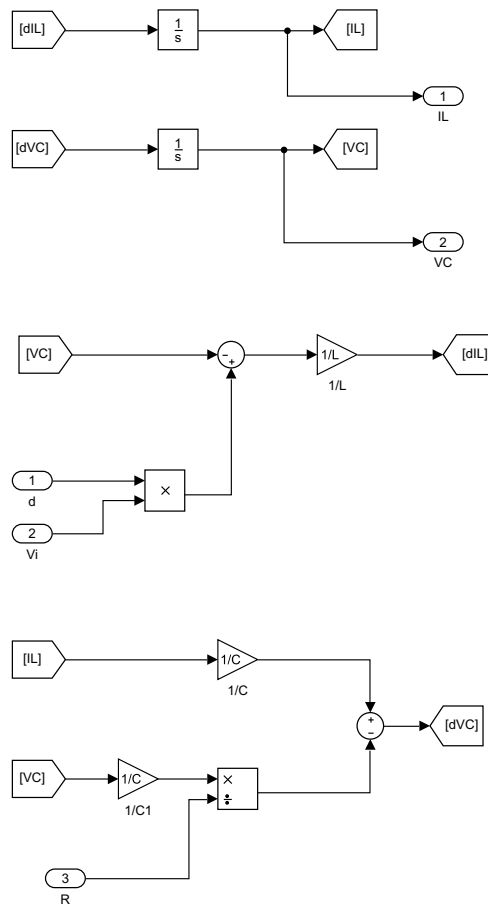 [dIL]
1
s
[IL]
1
IL
[dVC]
1
s
[VC]
2
VC
[VC]
−
+
1/L
1/L
[dIL]
1
d
×
2
Vi
[IL]
1/C
1/C
+
−
[dVC]
[VC]
1/C
1/C1
×
÷
3
R